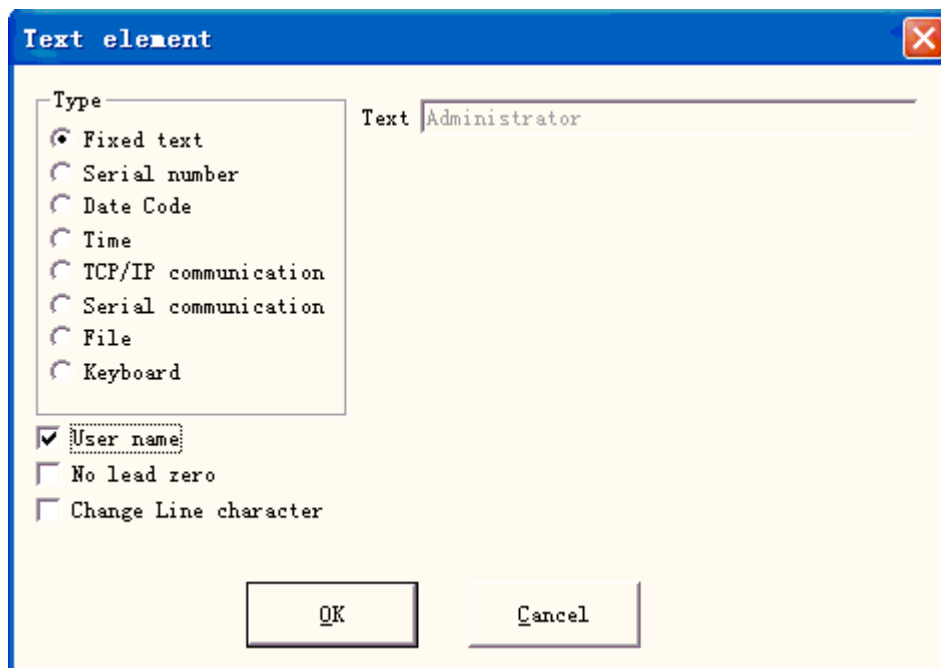 Text element
Type
Fixed text
Serial number
Date Code
Time
TCP/IP communication
Serial communication
File
Keyboard
Text Administrator
User name
No lead zero
Change Line character
OK Cancel